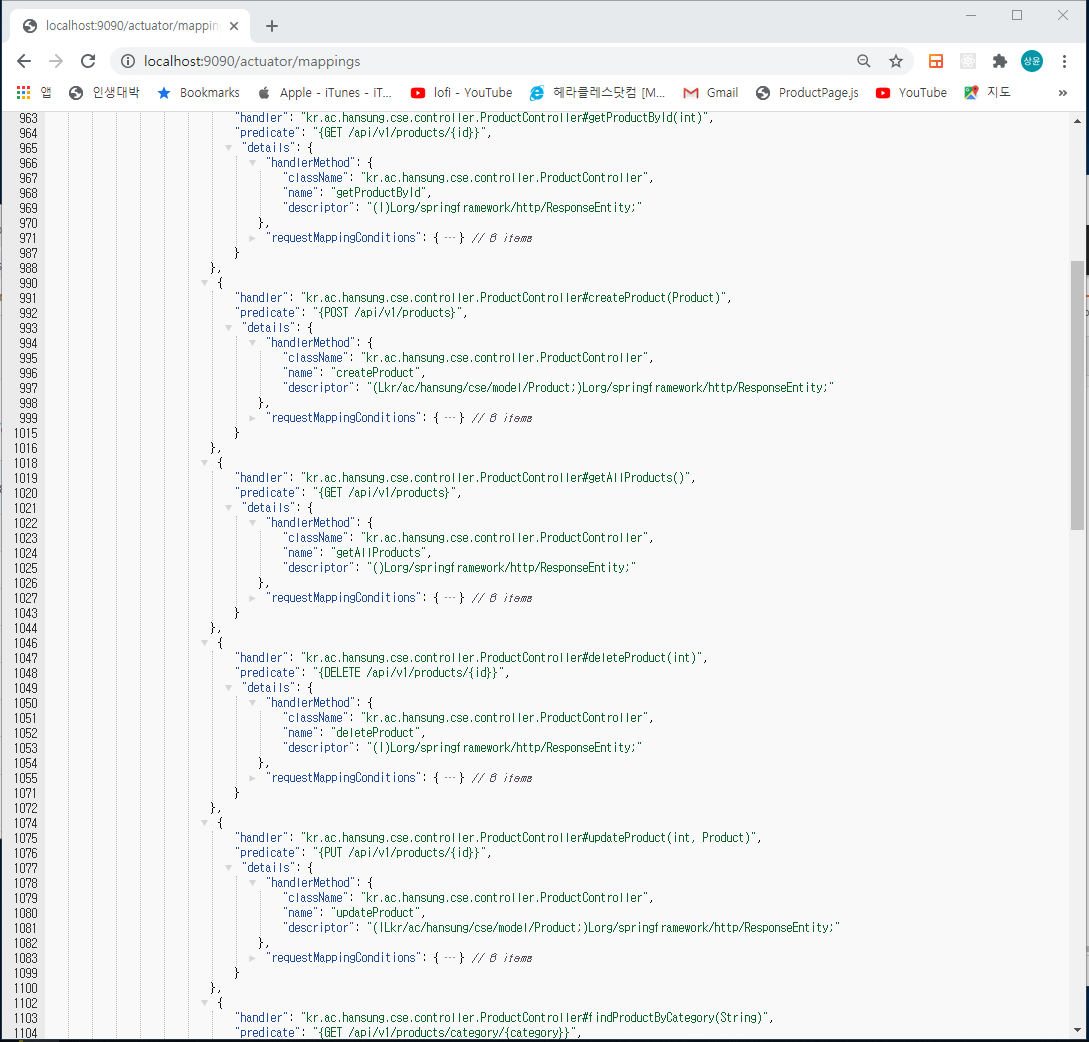 localhost:9090/actuator/mappin
localhost:9090/actuator/mappings
상윤
앱 인생대박 Bookmarks Apple - iTunes - iT... lofi - YouTube 헤라클레스닷컴 [M... Gmail ProductPage.js YouTube 지도 »
963 "handler": "kr.ac.hansung.cse.controller.ProductController#getProductById(int)",
964 "predicate": "{GET /api/v1/products/{id}}",
965 "details": {
966 "handlerMethod": {
967 "className": "kr.ac.hansung.cse.controller.ProductController",
968 "name": "getProductById",
969 "descriptor": "(I)Lorg/springframework/http/ResponseEntity;"
970 },
971 "requestMappingConditions": { ... } // 6 items
987 }
988 },
990 {
991 "handler": "kr.ac.hansung.cse.controller.ProductController#createProduct(Product)",
992 "predicate": "{POST /api/v1/products}",
993 "details": {
994 "handlerMethod": {
995 "className": "kr.ac.hansung.cse.controller.ProductController",
996 "name": "createProduct",
997 "descriptor": "(Lkr/ac/hansung/cse/model/Product;)Lorg/springframework/http/ResponseEntity;"
998 },
999 "requestMappingConditions": { ... } // 6 items
1015 }
1016 },
1018 {
1019 "handler": "kr.ac.hansung.cse.controller.ProductController#getAllProducts()",
1020 "predicate": "{GET /api/v1/products}",
1021 "details": {
1022 "handlerMethod": {
1023 "className": "kr.ac.hansung.cse.controller.ProductController",
1024 "name": "getAllProducts",
1025 "descriptor": "()Lorg/springframework/http/ResponseEntity;"
1026 },
1027 "requestMappingConditions": { ... } // 6 items
1043 }
1044 },
1046 {
1047 "handler": "kr.ac.hansung.cse.controller.ProductController#deleteProduct(int)",
1048 "predicate": "{DELETE /api/v1/products/{id}}",
1049 "details": {
1050 "handlerMethod": {
1051 "className": "kr.ac.hansung.cse.controller.ProductController",
1052 "name": "deleteProduct",
1053 "descriptor": "(I)Lorg/springframework/http/ResponseEntity;"
1054 },
1055 "requestMappingConditions": { ... } // 6 items
1071 }
1072 },
1074 {
1075 "handler": "kr.ac.hansung.cse.controller.ProductController#updateProduct(int, Product)",
1076 "predicate": "{PUT /api/v1/products/{id}}",
1077 "details": {
1078 "handlerMethod": {
1079 "className": "kr.ac.hansung.cse.controller.ProductController",
1080 "name": "updateProduct",
1081 "descriptor": "(ILkr/ac/hansung/cse/model/Product;)Lorg/springframework/http/ResponseEntity;"
1082 },
1083 "requestMappingConditions": { ... } // 6 items
1099 }
1100 },
1102 {
1103 "handler": "kr.ac.hansung.cse.controller.ProductController#findProductByCategory(String)",
1104 "predicate": "{GET /api/v1/products/category/{category}}",